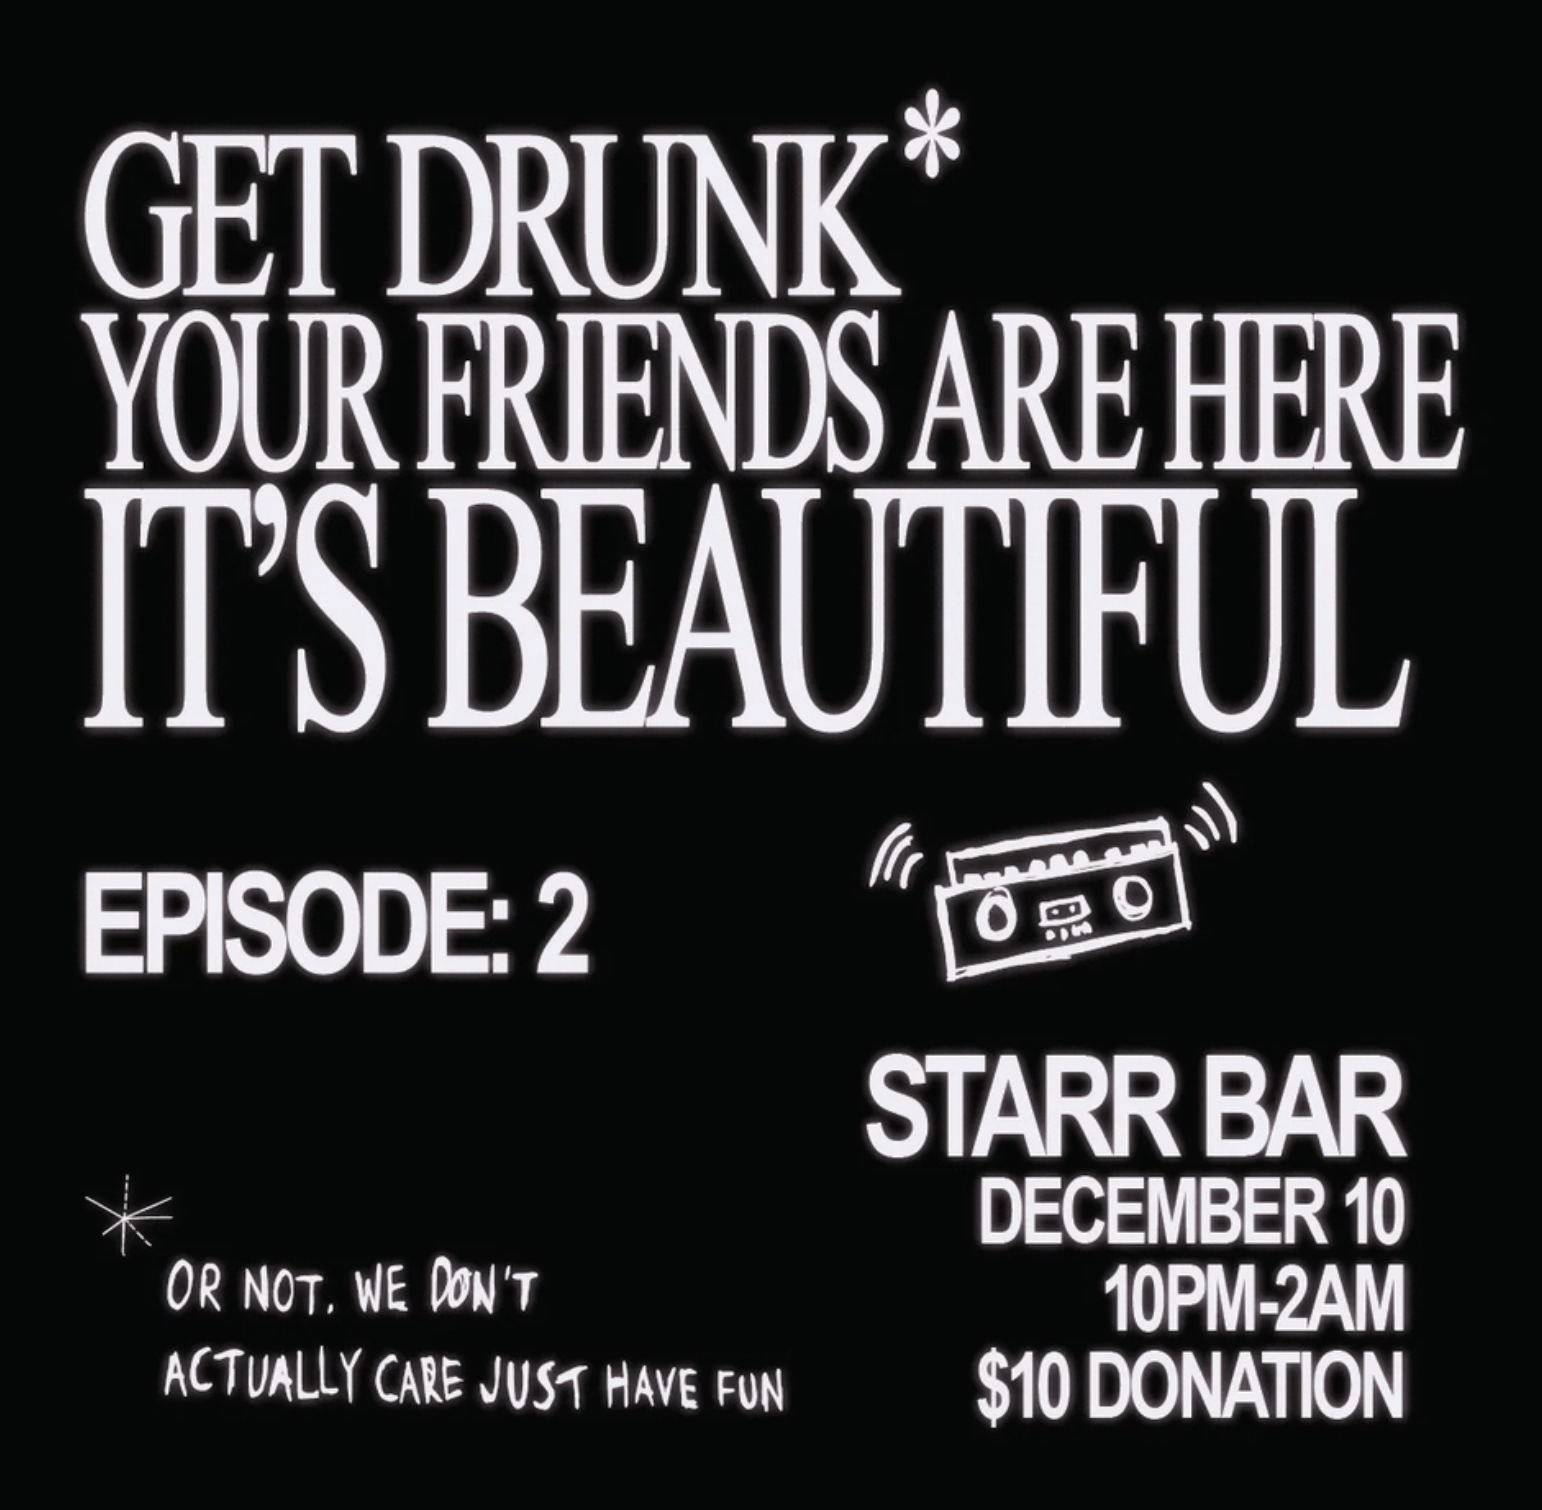 GET DRUNK*
YOUR FRIENDS ARE HERE
IT'S BEAUTIFUL
EPISODE: 2
STARR BAR
DECEMBER 10
10PM-2AM
$10 DONATION
* OR NOT. WE DON'T
ACTUALLY CARE JUST HAVE FUN